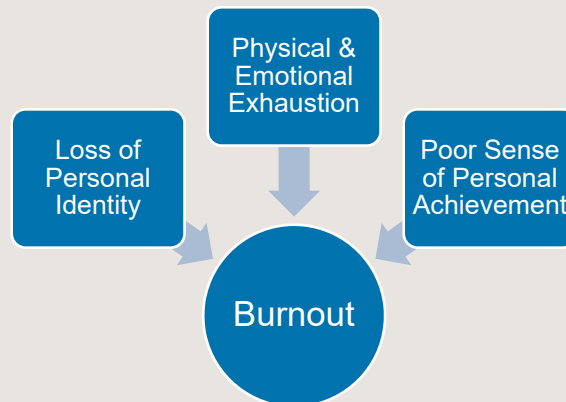 Physical &
Emotional
Exhaustion
Loss of
Personal
Identity
Poor Sense
of Personal
Achievement
Burnout